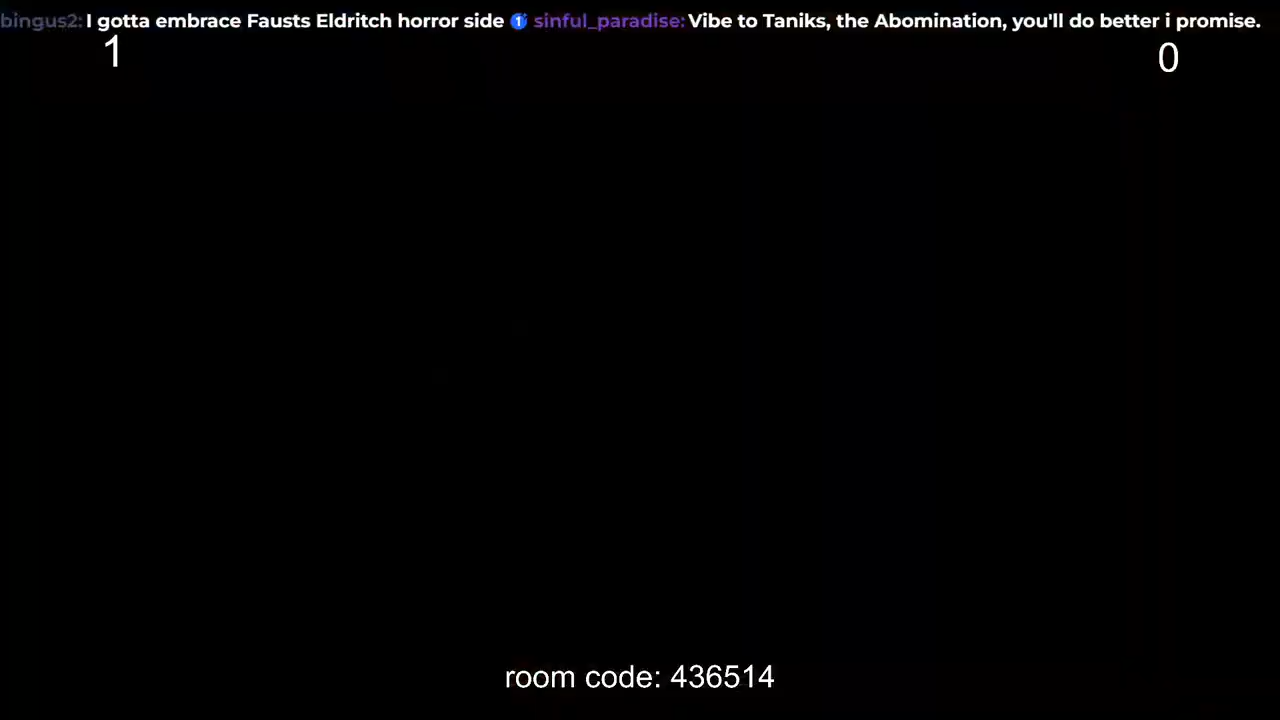 bingus2: I gotta embrace Fausts Eldritch horror side 1 sinful_paradise: Vibe to Taniks, the Abomination, you'll do better i promise.
1 0
room code: 436514